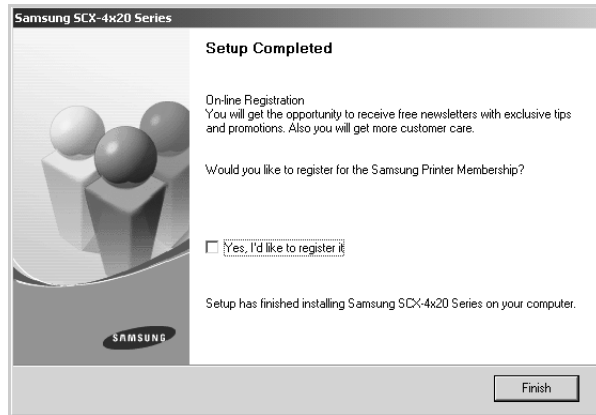 Samsung SCX-4x20 Series
Setup Completed
On-line Registration
You will get the opportunity to receive free newsletters with exclusive tips
and promotions. Also you will get more customer care.
Would you like to register for the Samsung Printer Membership?
Yes, I'd like to register it
Setup has finished installing Samsung SCX-4x20 Series on your computer.
SAMSUNG
Finish